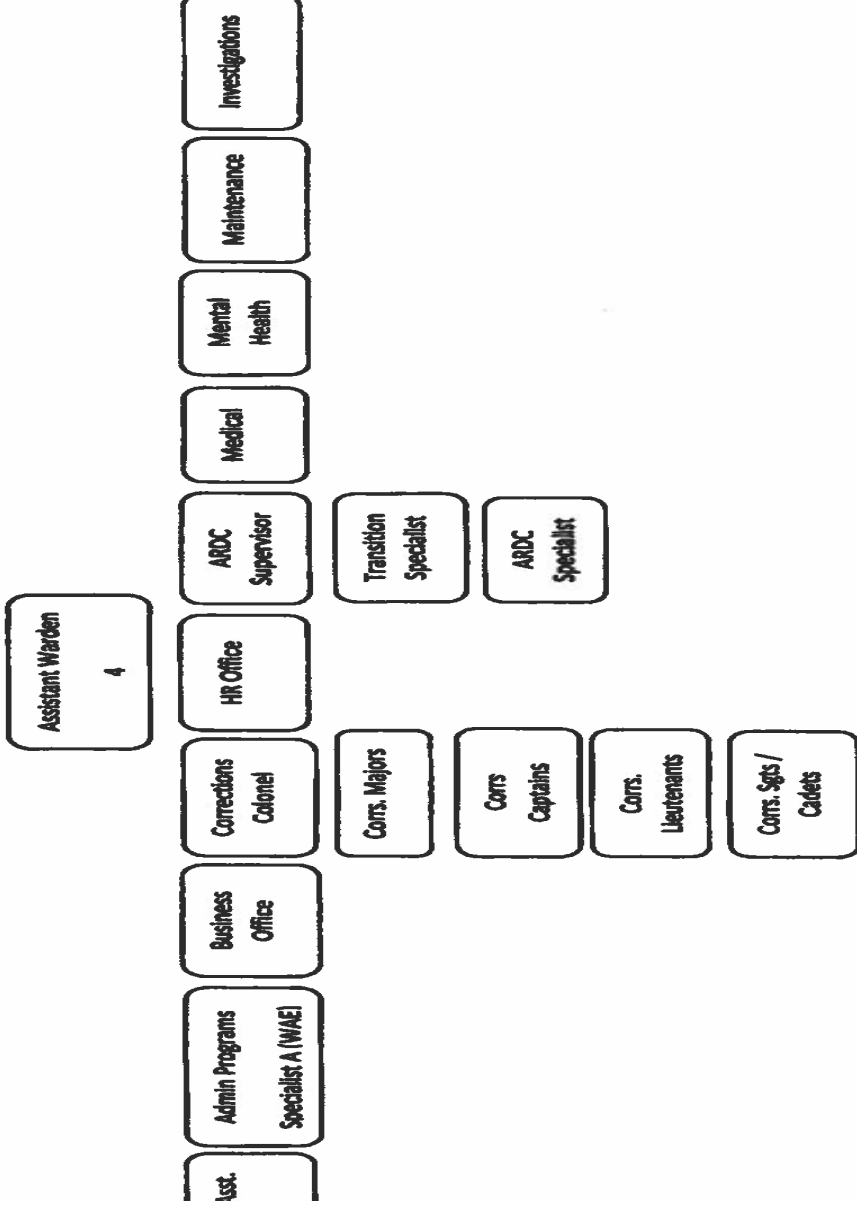 Assistant Warden
4
Asst.
Admin Programs
Specialist A (WAE)
Business
Office
Corrections
Colonel
HR Office
ARDC
Supervisor
Medical
Mental
Health
Maintenance
Investigations
Corrs. Majors
Transition
Specialist
Corrs
Captains
ARDC
Specialist
Corrs.
Lieutenants
Corrs. Sgts /
Cadets